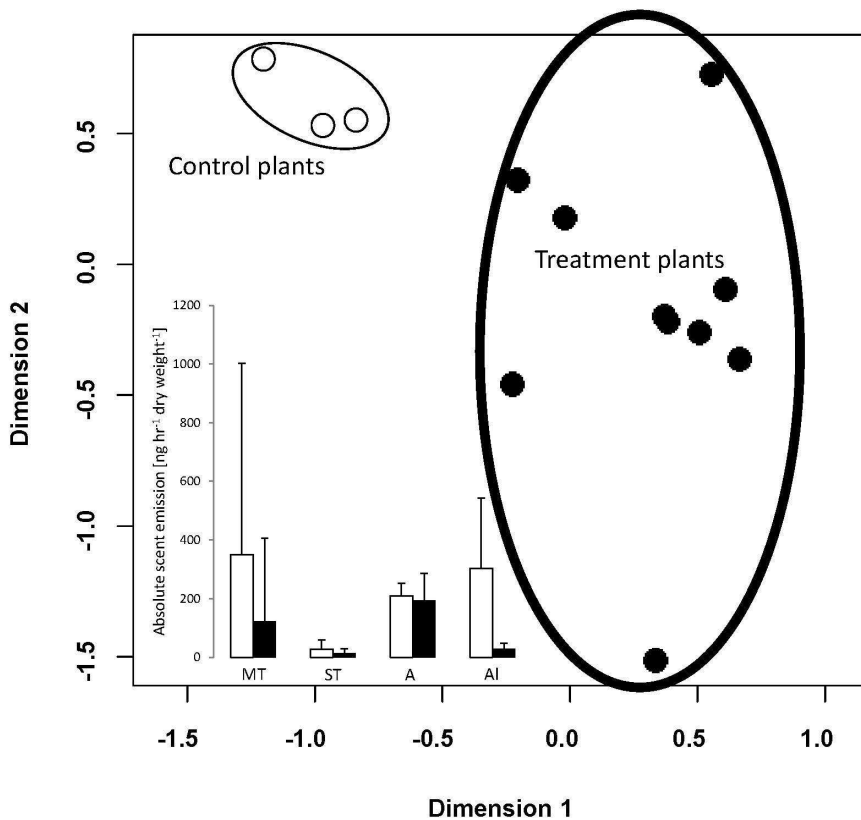 Control plants
Treatment plants
Dimension 2
0.5
0.0
-0.5
-1.0
-1.5
Absolute scent emission [ng hr⁻¹ dry weight⁻¹]
1200
1000
800
600
400
200
0
MT ST A AI
-1.5 -1.0 -0.5 0.0 0.5 1.0
Dimension 1